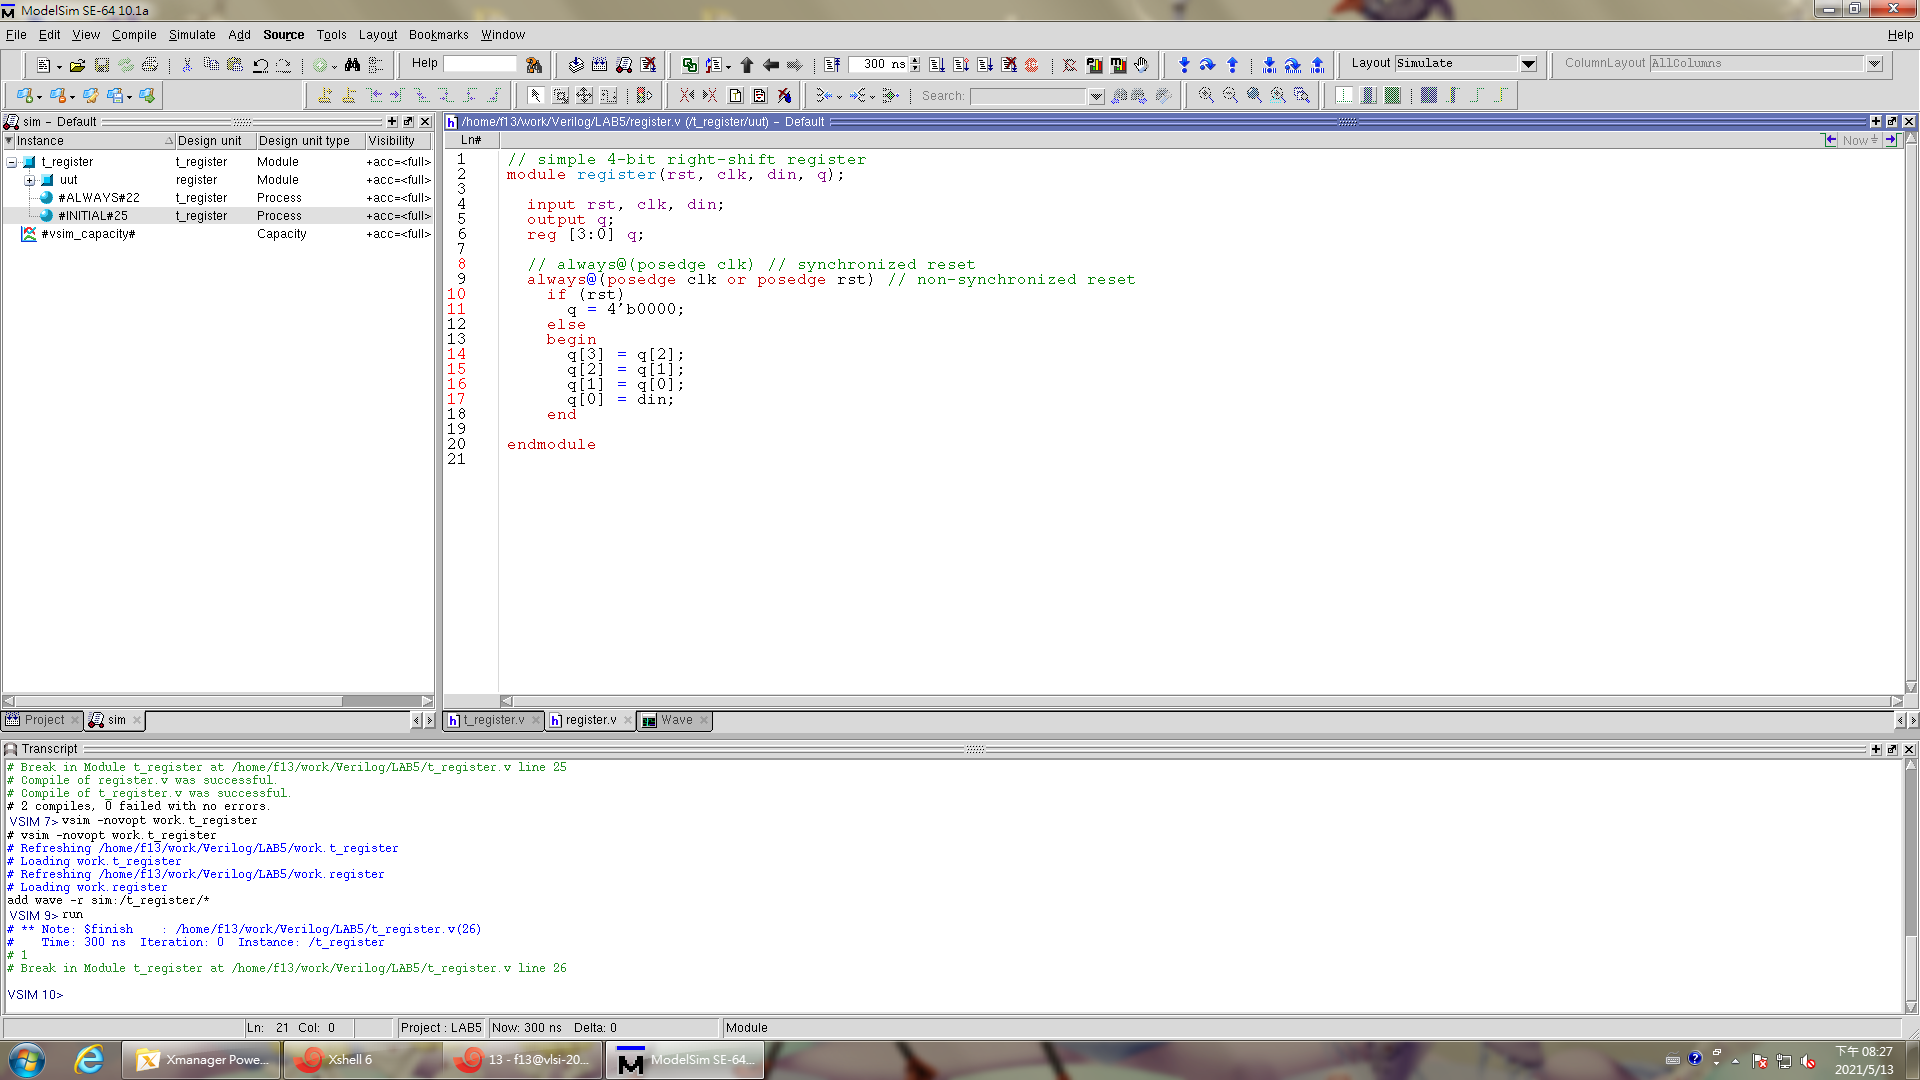 ModelSim SE-64 10.1a
File Edit View Compile Simulate Add Source Tools Layout Bookmarks Window Help
Help
300 ns
Layout Simulate
ColumnLayout AllColumns
Search:
sim - Default
Instance Design unit Design unit type Visibility
t_register t_register Module +acc=<full>
uut register Module +acc=<full>
#ALWAYS#22 t_register Process +acc=<full>
#INITIAL#25 t_register Process +acc=<full>
#vsim_capacity# Capacity +acc=<full>
Project
sim
/home/f13/work/Verilog/LAB5/register.v (/t_register/uut) - Default
Ln#
Now
1 // simple 4-bit right-shift register
2 module register(rst, clk, din, q);
3
4 input rst, clk, din;
5 output q;
6 reg [3:0] q;
7
8 // always@(posedge clk) // synchronized reset
9 always@(posedge clk or posedge rst) // non-synchronized reset
10 if (rst)
11 q = 4'b0000;
12 else
13 begin
14 q[3] = q[2];
15 q[2] = q[1];
16 q[1] = q[0];
17 q[0] = din;
18 end
19
20 endmodule
21
t_register.v
register.v
Wave
Transcript
# Break in Module t_register at /home/f13/work/Verilog/LAB5/t_register.v line 25
# Compile of register.v was successful.
# Compile of t_register.v was successful.
# 2 compiles, 0 failed with no errors.
VSIM 7> vsim -novopt work.t_register
# vsim -novopt work.t_register
# Refreshing /home/f13/work/Verilog/LAB5/work.t_register
# Loading work.t_register
# Refreshing /home/f13/work/Verilog/LAB5/work.register
# Loading work.register
add wave -r sim:/t_register/*
VSIM 9> run
# ** Note: $finish : /home/f13/work/Verilog/LAB5/t_register.v(26)
# Time: 300 ns Iteration: 0 Instance: /t_register
# 1
# Break in Module t_register at /home/f13/work/Verilog/LAB5/t_register.v line 26
VSIM 10>
Ln: 21 Col: 0
Project : LAB5
Now: 300 ns Delta: 0
Module
Xmanager Powe...
Xshell 6
13 - f13@vlsi-20...
ModelSim SE-64...
下午 08:27
2021/5/13